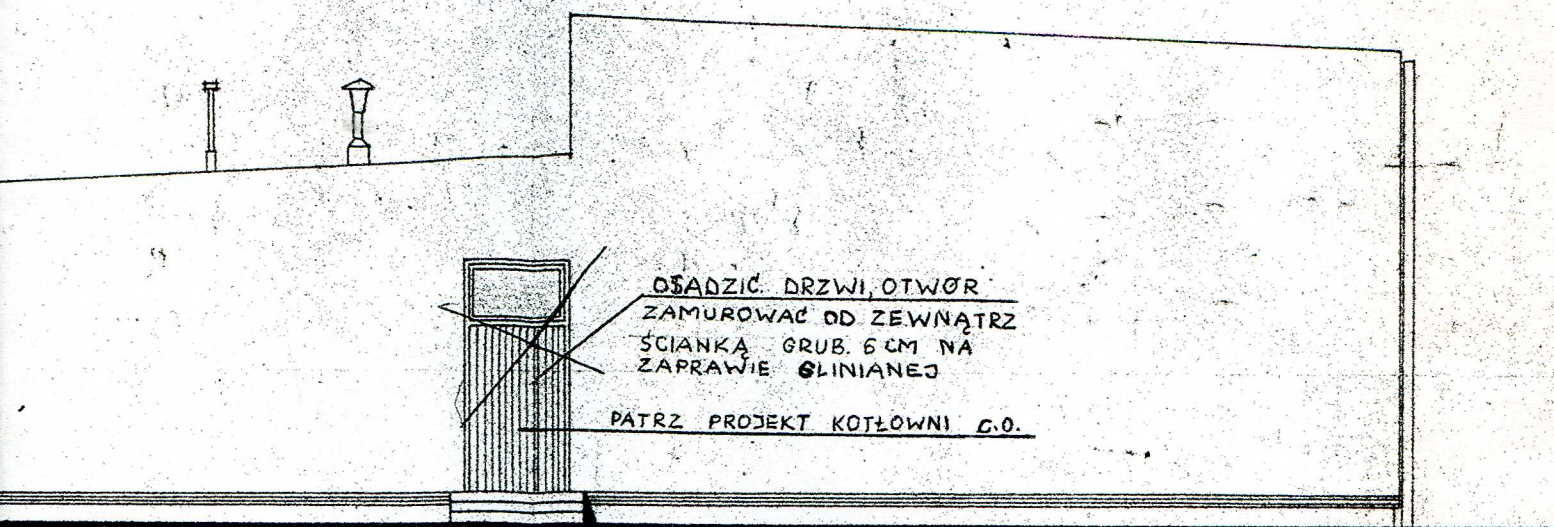 OSADZIĆ DRZWI, OTWÓR
ZAMUROWAĆ OD ZEWNĄTRZ
ŚCIANKĄ GRUB. 6 CM NA
ZAPRAWIE GLINIANEJ
PATRZ PROJEKT KOTŁOWNI C.O.